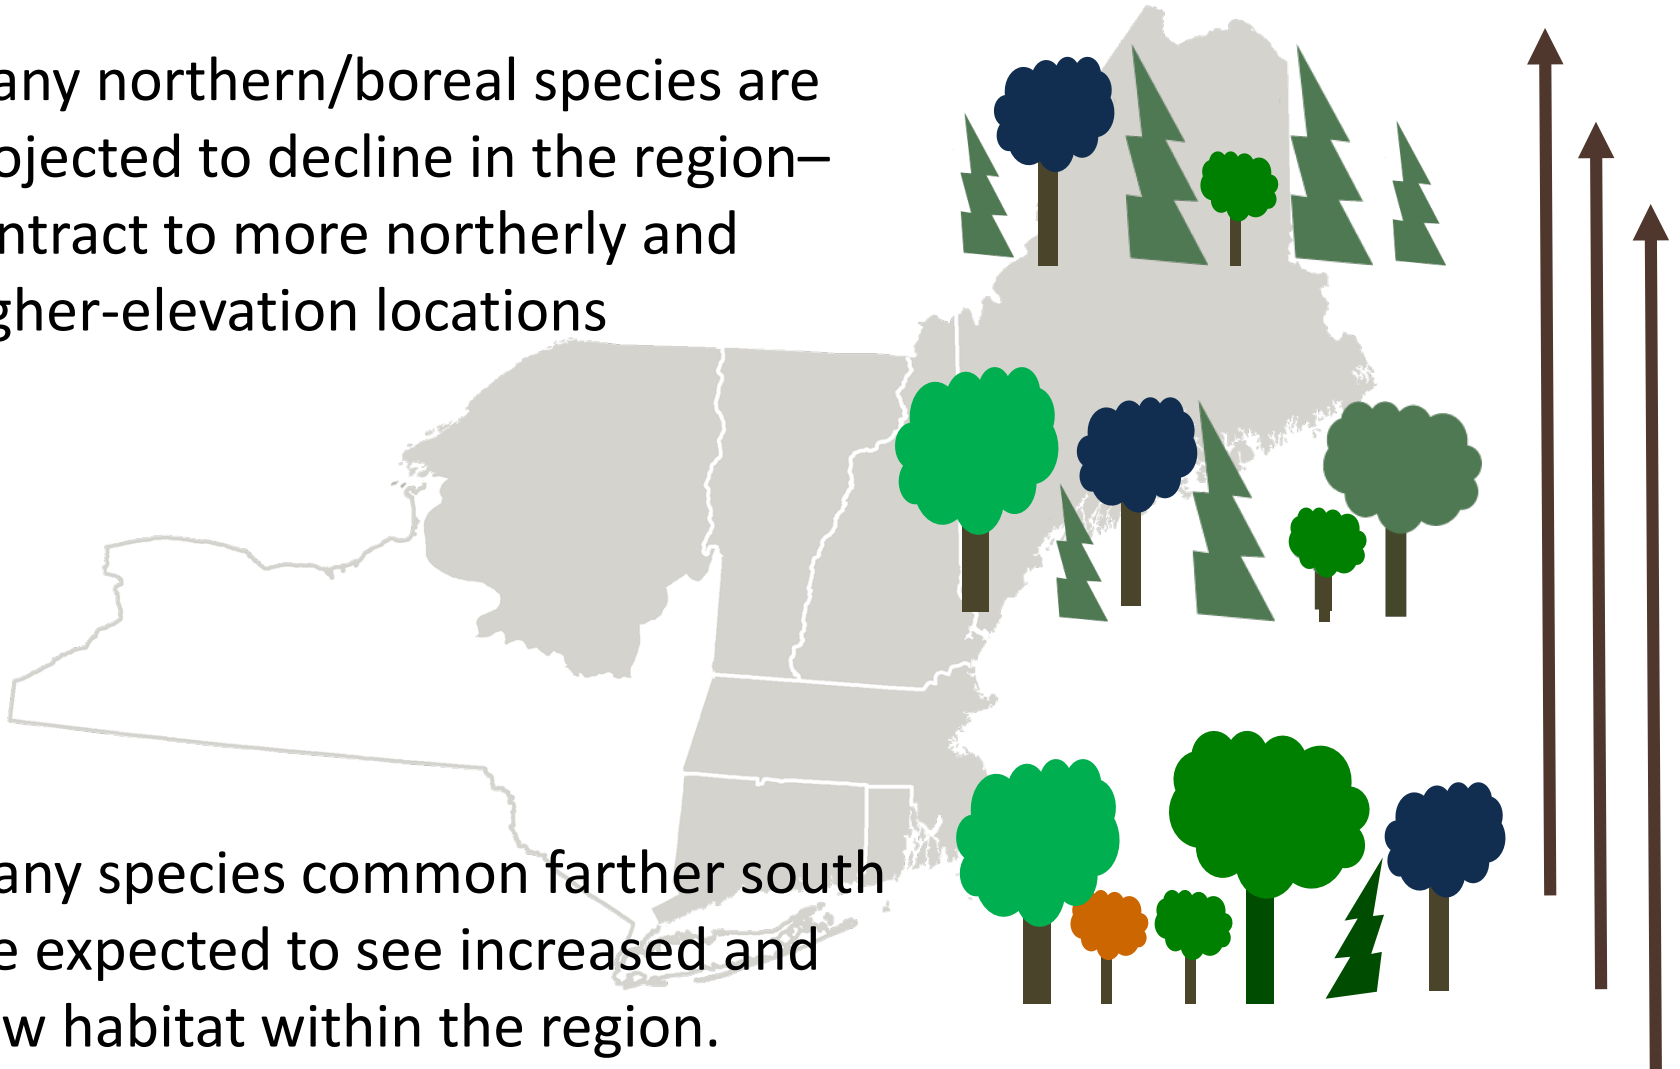 any northern/boreal species are
ojected to decline in the region–
ntract to more northerly and
gher-elevation locations
any species common farther south
e expected to see increased and
w habitat within the region.